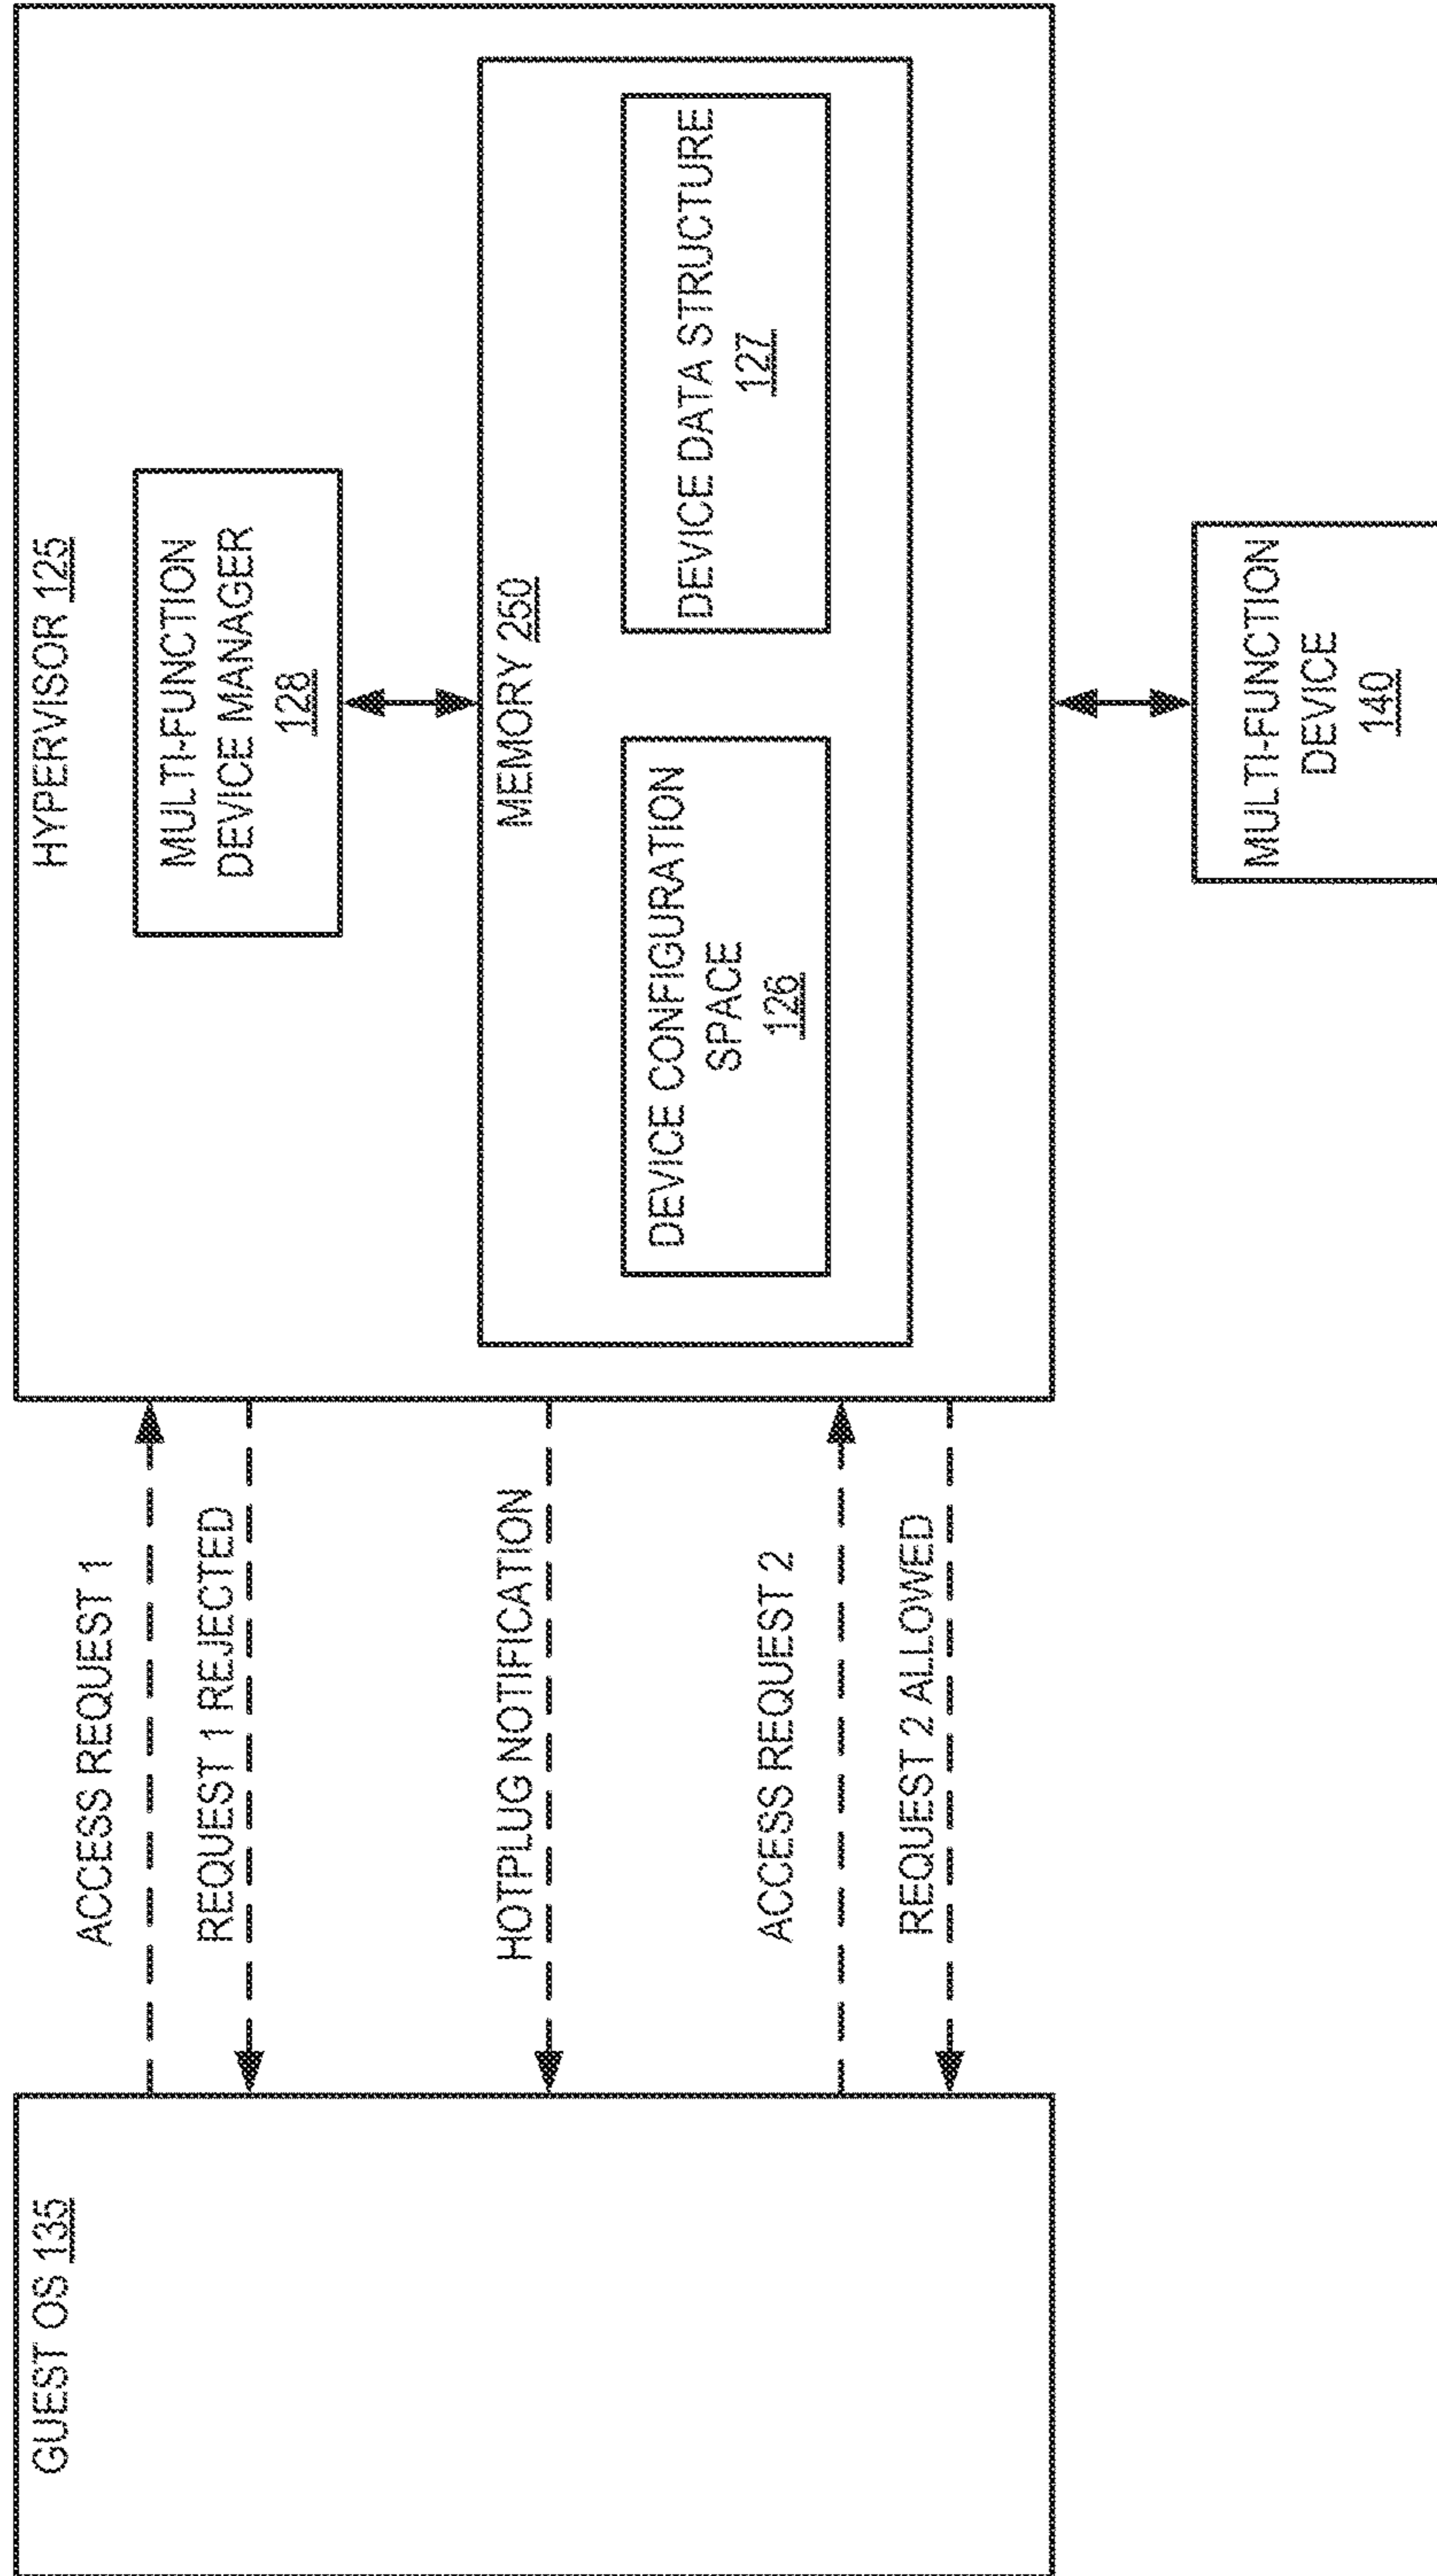 GUEST OS 135
ACCESS REQUEST 1
REQUEST 1 REJECTED
HOTPLUG NOTIFICATION
ACCESS REQUEST 2
REQUEST 2 ALLOWED
HYPERVISOR 125
MULTI-FUNCTION
DEVICE MANAGER
128
MEMORY 250
DEVICE CONFIGURATION
SPACE
126
DEVICE DATA STRUCTURE
127
MULTI-FUNCTION
DEVICE
140